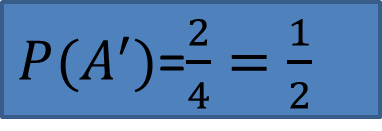 P(A′)=2/4 = 1/2